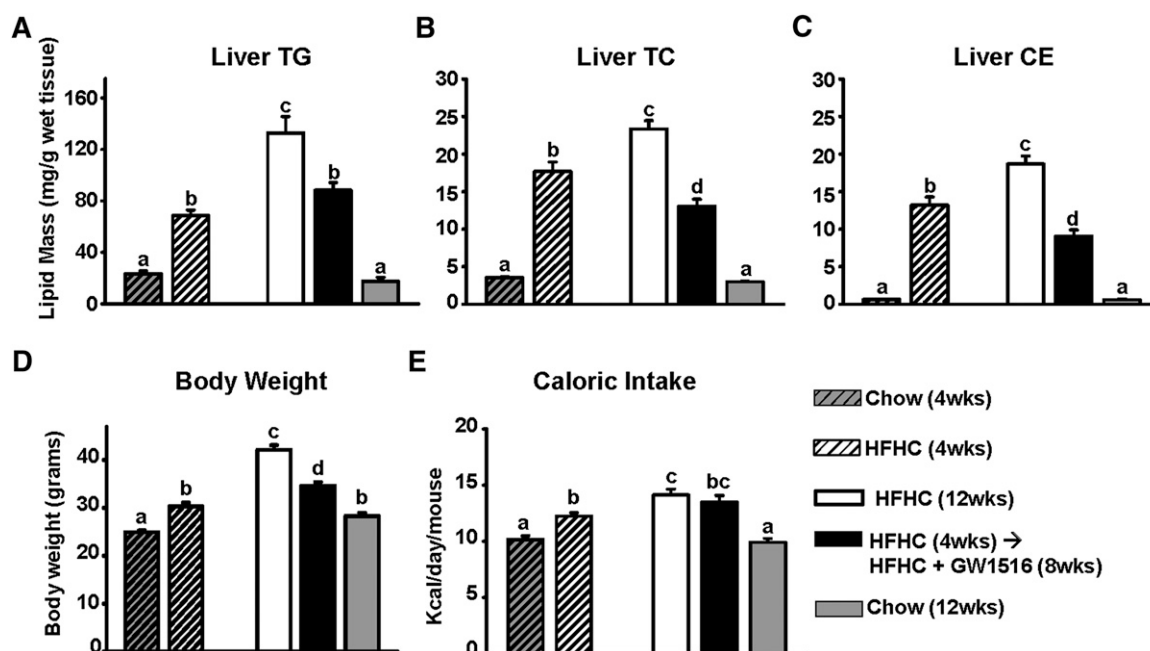 A
Liver TG
Lipid Mass (mg/g wet tissue)
160
120
80
40
0
a
b
c
b
a
B
Liver TC
30
25
20
15
10
5
0
a
b
c
d
a
C
Liver CE
30
25
20
15
10
5
0
a
b
c
d
a
D
Body Weight
Body weight (grams)
40
30
20
10
0
a
b
c
d
b
E
Caloric Intake
Kcal/day/mouse
20
15
10
5
0
a
b
c
bc
a
Chow (4wks)
HFHC (4wks)
HFHC (12wks)
HFHC (4wks) →
HFHC + GW1516 (8wks)
Chow (12wks)